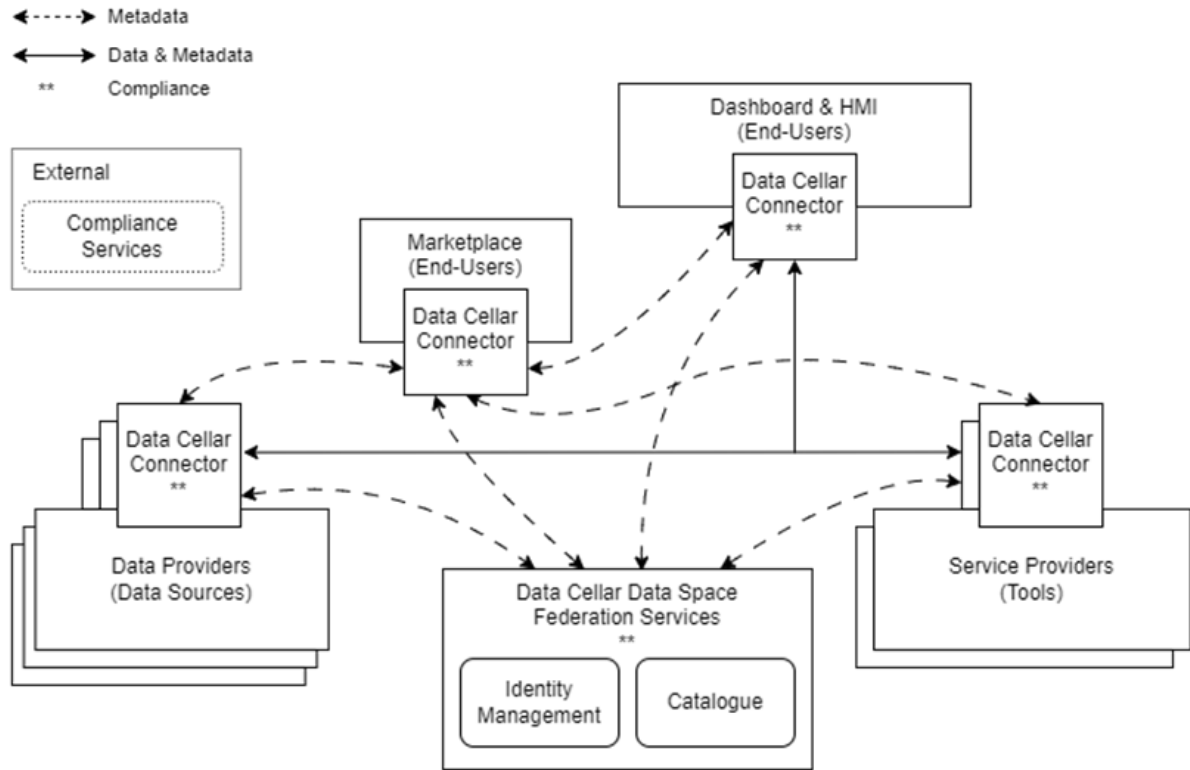 Metadata
Data & Metadata
** Compliance
External
Compliance
Services
Dashboard & HMI
(End-Users)
Data Cellar
Connector
**
Marketplace
(End-Users)
Data Cellar
Connector
**
Data Cellar
Connector
**
Data Providers
(Data Sources)
Data Cellar
Connector
**
Service Providers
(Tools)
Data Cellar Data Space
Federation Services
**
Identity
Management
Catalogue